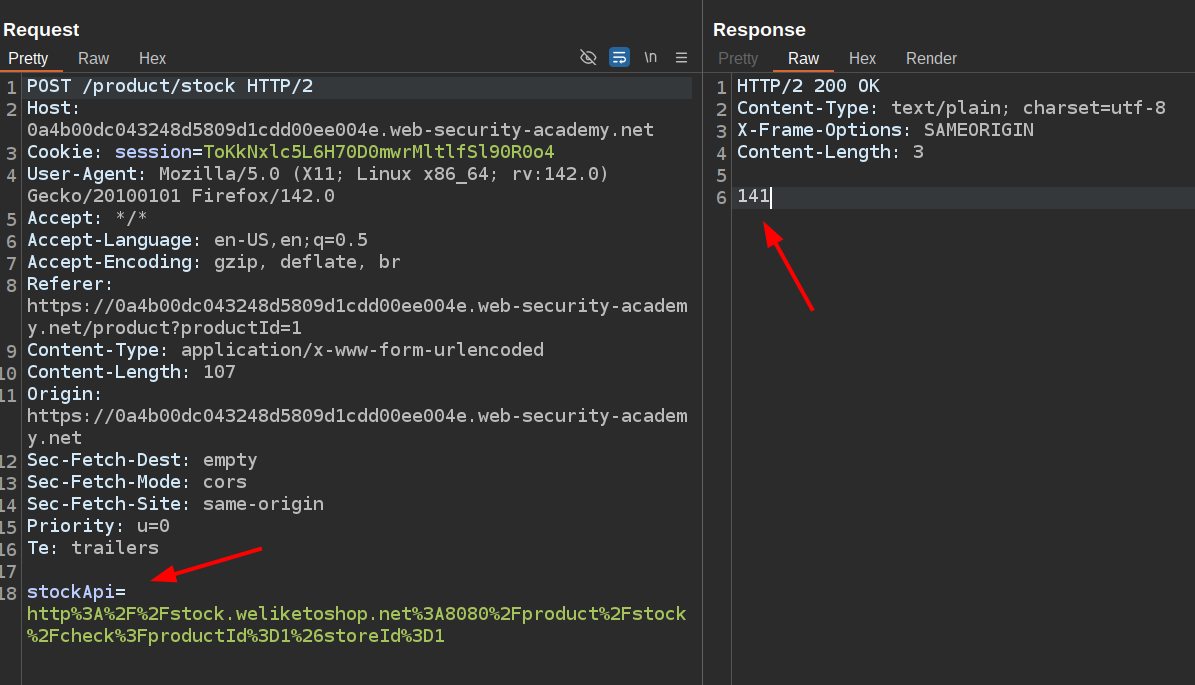 Request
Pretty Raw Hex \n
1 POST /product/stock HTTP/2
2 Host:
0a4b00dc043248d5809d1cdd00ee004e.web-security-academy.net
3 Cookie: session=ToKkNxlc5L6H70D0mwrMltlfSl90R0o4
4 User-Agent: Mozilla/5.0 (X11; Linux x86_64; rv:142.0)
Gecko/20100101 Firefox/142.0
5 Accept: */*
6 Accept-Language: en-US,en;q=0.5
7 Accept-Encoding: gzip, deflate, br
8 Referer:
https://0a4b00dc043248d5809d1cdd00ee004e.web-security-academ
y.net/product?productId=1
9 Content-Type: application/x-www-form-urlencoded
10 Content-Length: 107
11 Origin:
https://0a4b00dc043248d5809d1cdd00ee004e.web-security-academ
y.net
12 Sec-Fetch-Dest: empty
13 Sec-Fetch-Mode: cors
14 Sec-Fetch-Site: same-origin
15 Priority: u=0
16 Te: trailers
17
18 stockApi=
http%3A%2F%2Fstock.weliketoshop.net%3A8080%2Fproduct%2Fstock
%2Fcheck%3FproductId%3D1%26storeId%3D1
Response
Pretty Raw Hex Render
1 HTTP/2 200 OK
2 Content-Type: text/plain; charset=utf-8
3 X-Frame-Options: SAMEORIGIN
4 Content-Length: 3
5
6 141